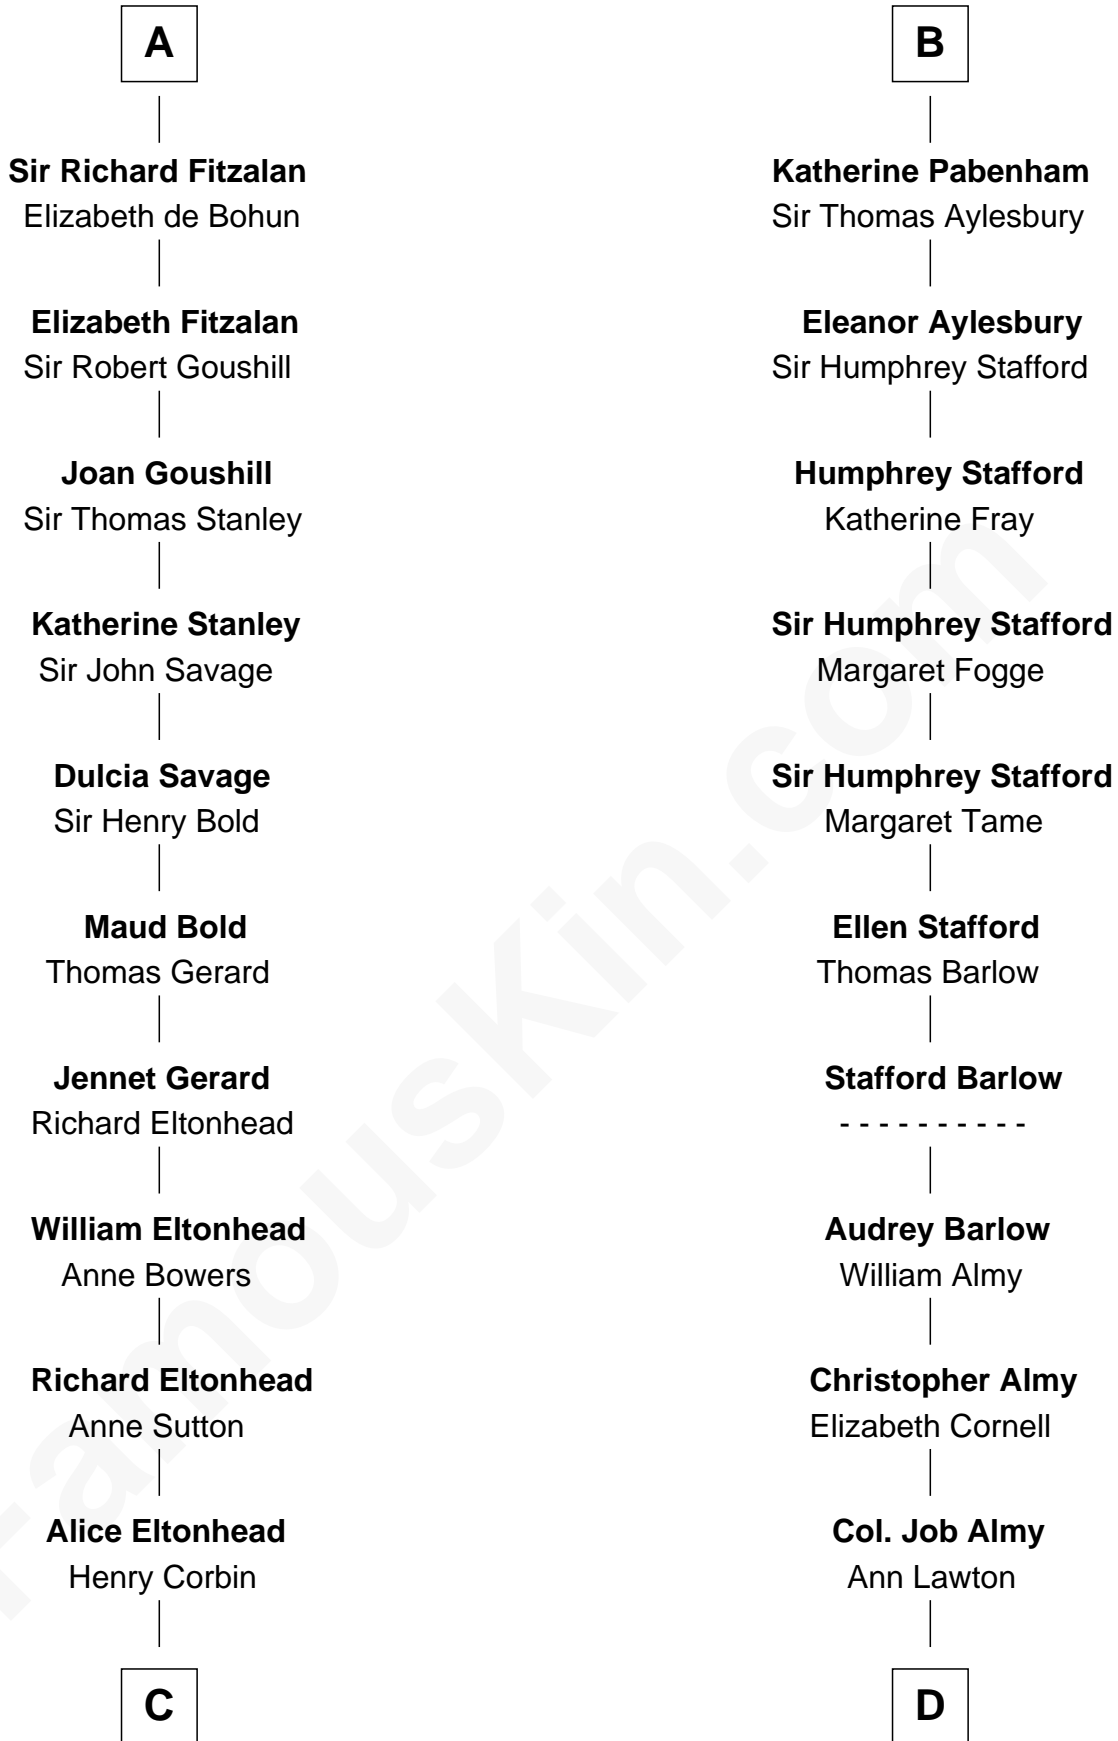 A
Sir Richard Fitzalan
Elizabeth de Bohun
Elizabeth Fitzalan
Sir Robert Goushill
Joan Goushill
Sir Thomas Stanley
Katherine Stanley
Sir John Savage
Dulcia Savage
Sir Henry Bold
Maud Bold
Thomas Gerard
Jennet Gerard
Richard Eltonhead
William Eltonhead
Anne Bowers
Richard Eltonhead
Anne Sutton
Alice Eltonhead
Henry Corbin
C
B
Katherine Pabenham
Sir Thomas Aylesbury
Eleanor Aylesbury
Sir Humphrey Stafford
Humphrey Stafford
Katherine Fray
Sir Humphrey Stafford
Margaret Fogge
Sir Humphrey Stafford
Margaret Tame
Ellen Stafford
Thomas Barlow
Stafford Barlow
- - - - - - - - - -
Audrey Barlow
William Almy
Christopher Almy
Elizabeth Cornell
Col. Job Almy
Ann Lawton
D
FamousKin.com